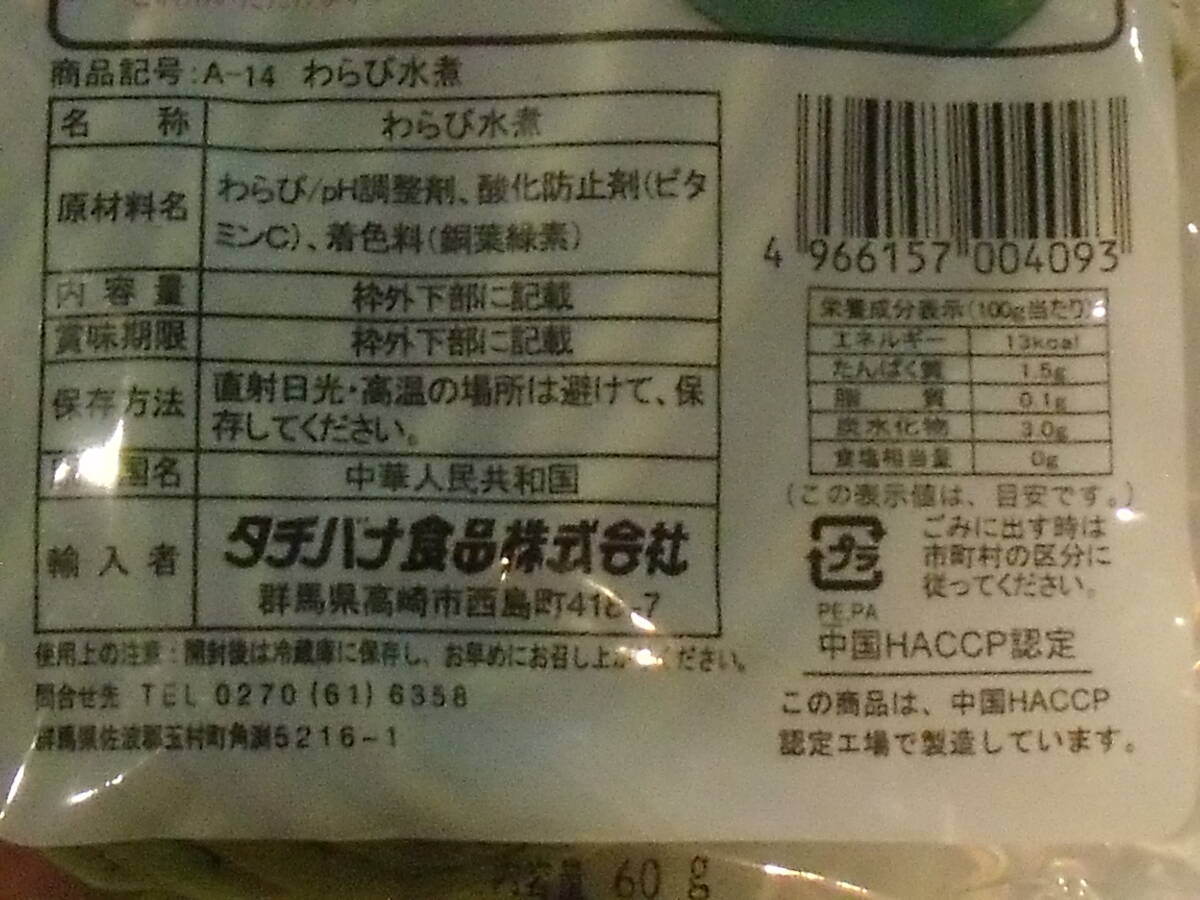 商品記号:A-14 わらび水煮
名称 わらび水煮
原材料名 わらび/pH調整剤、酸化防止剤(ビタ
ミンC)、着色料(銅葉緑素)
内容量 枠外下部に記載
賞味期限 枠外下部に記載
保存方法 直射日光・高温の場所は避けて、保
存してください。
国名 中華人民共和国
輸入者 タチバナ食品株式会社
群馬県高崎市西島町41 -7
使用上の注意:開封後は冷蔵庫に保存し、お早めにお召し上が ください。
問合せ先 TEL 0270(61)6358
群馬県佐波郡玉村町角渕5216-1
4 966157 004093
栄養成分表示(100g当たり)
エネルギー 13kcal
たんぱく質 1.5g
脂質 0.1g
炭水化物 3.0g
食塩相当量 0g
(この表示値は、目安です。)
プラ
PE,PA
ごみに出す時は
市町村の区分に
従ってください。
中国HACCP認定
この商品は、中国HACCP
認定工場で製造しています。
内容量 60g